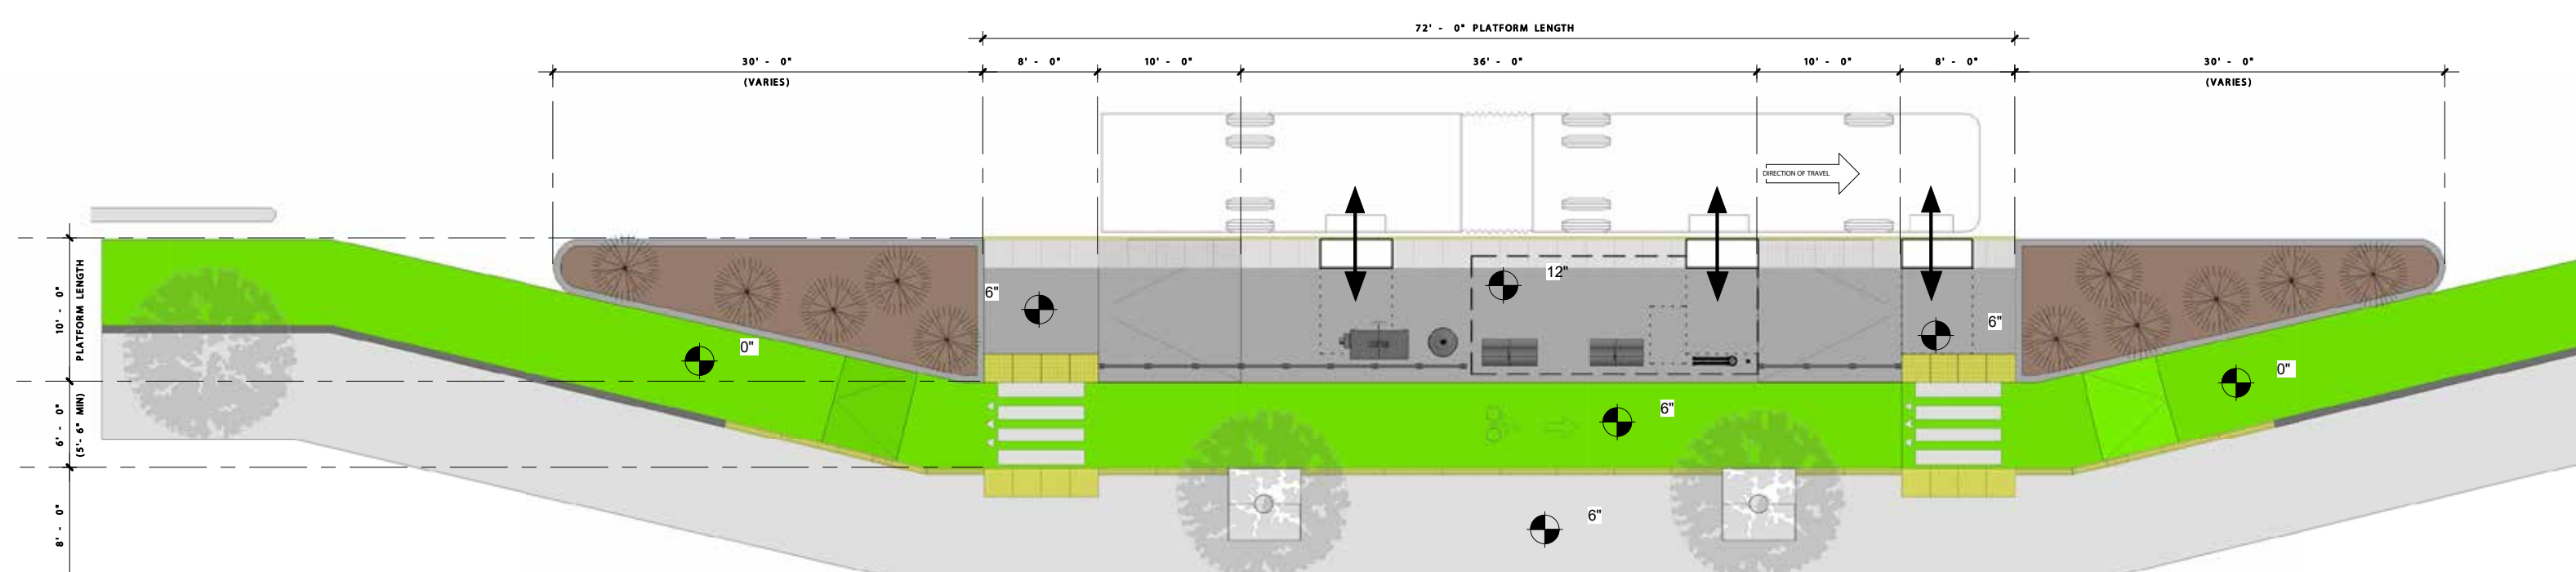 72' - 0" PLATFORM LENGTH
30' - 0"
(VARIES)
8' - 0"
10' - 0"
36' - 0"
10' - 0"
8' - 0"
30' - 0"
(VARIES)
DIRECTION OF TRAVEL
10' - 0"
PLATFORM LENGTH
6' - 0"
(5'- 6" MIN)
8' - 0"
6"
12"
6"
0"
0"
6"
6"